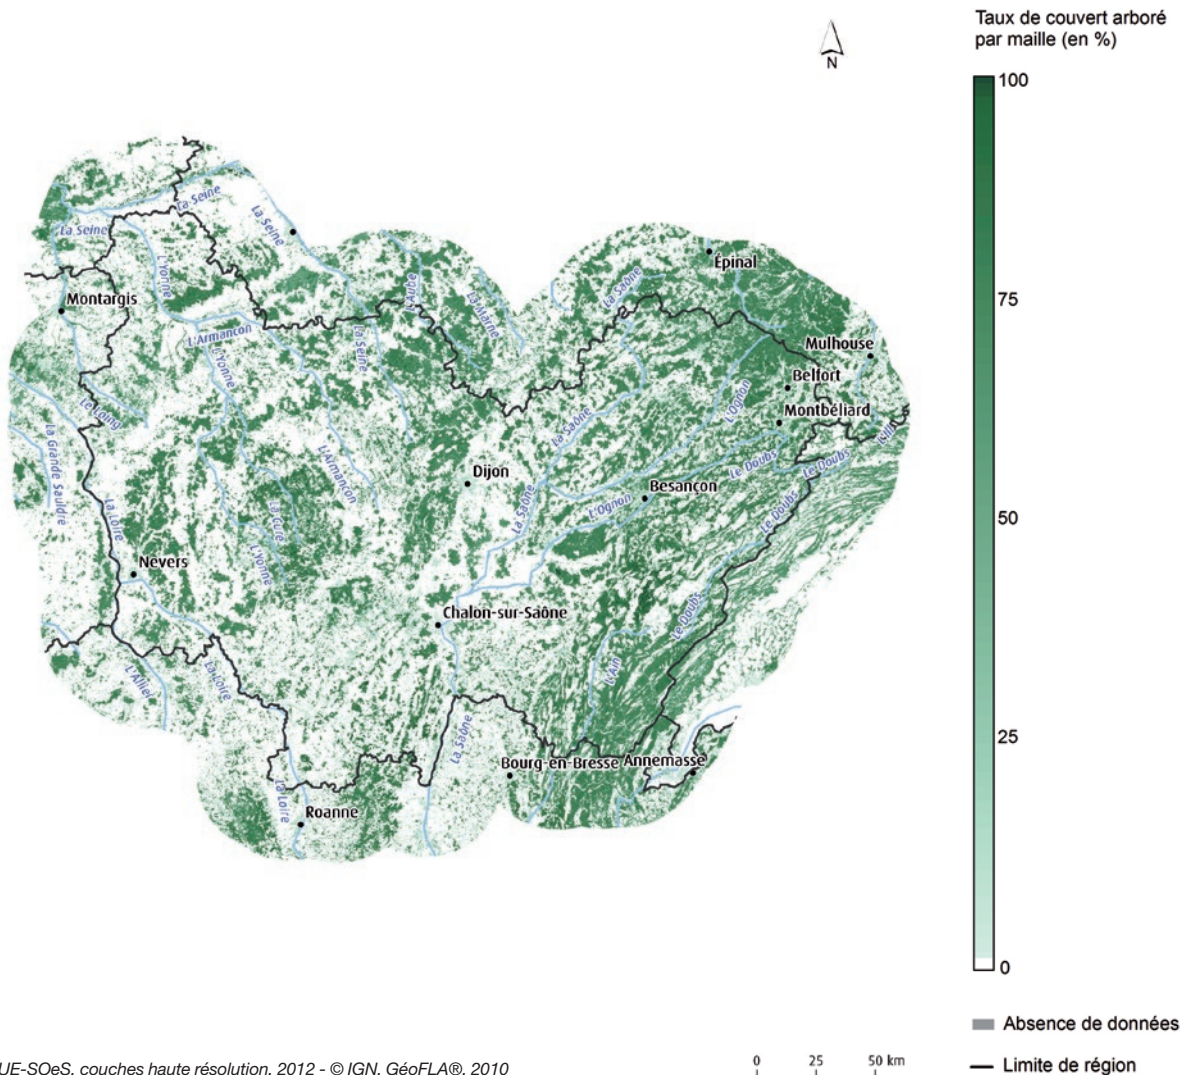 Taux de couvert arboré
par maille (en %)
N
100
75
50
25
0
La Seine
La Seine
La Seine
Épinal
L'Yonne
Montargis
L'Aube
La Marne
La Saône
L'Armançon
La Seine
Mulhouse
L'Yonne
Belfort
L'Ognon
Montbéliard
Le Loing
La Saône
L'Ill
La Grande Sauldre
L'Armançon
Dijon
Le Doubs
Le Doubs
Besançon
La Loire
La Saône
L'Ognon
Le Doubs
La Cure
Nevers
L'Yonne
Chalon-sur-Saône
Le Doubs
L'Allier
La Loire
L'Ain
La Saône
Bourg-en-Bresse
Annemasse
La Loire
Roanne
Absence de données
Limite de région
0 25 50 km
UE-SOeS, couches haute résolution, 2012 - © IGN, GéoFLA®, 2010